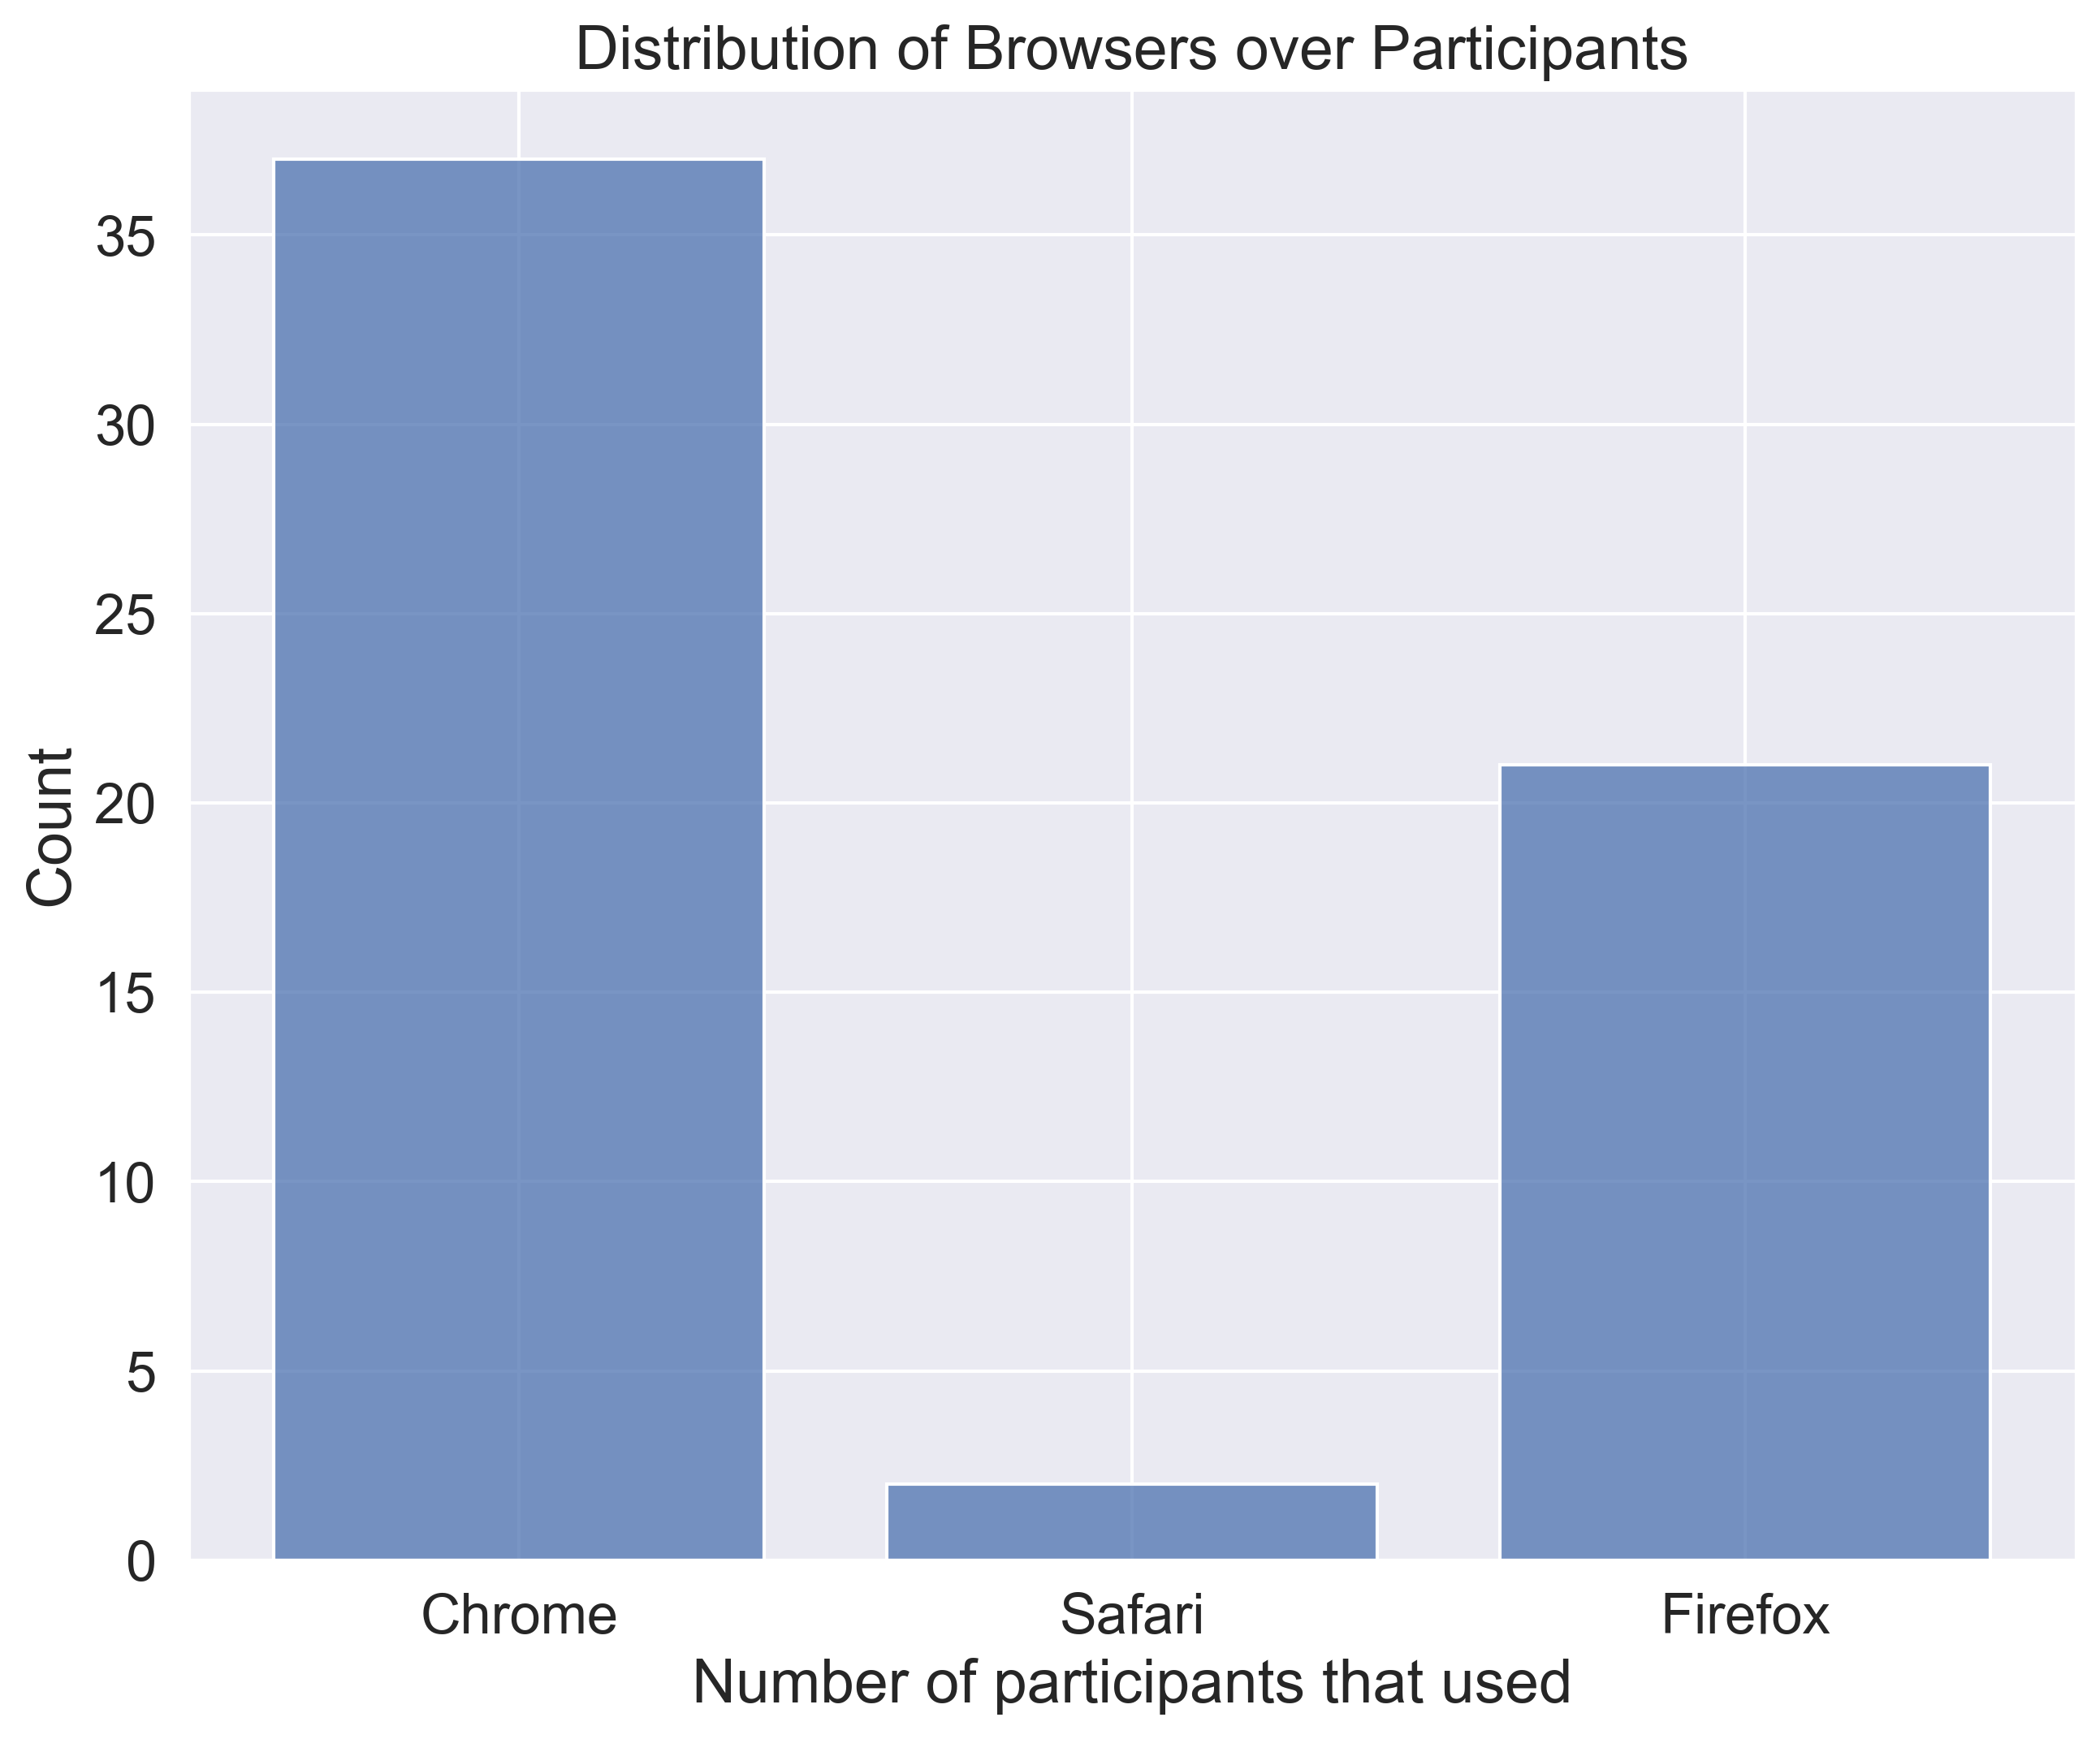 Distribution of Browsers over Participants
35
30
25
20
15
10
5
0
Count
Chrome Safari Firefox
Number of participants that used